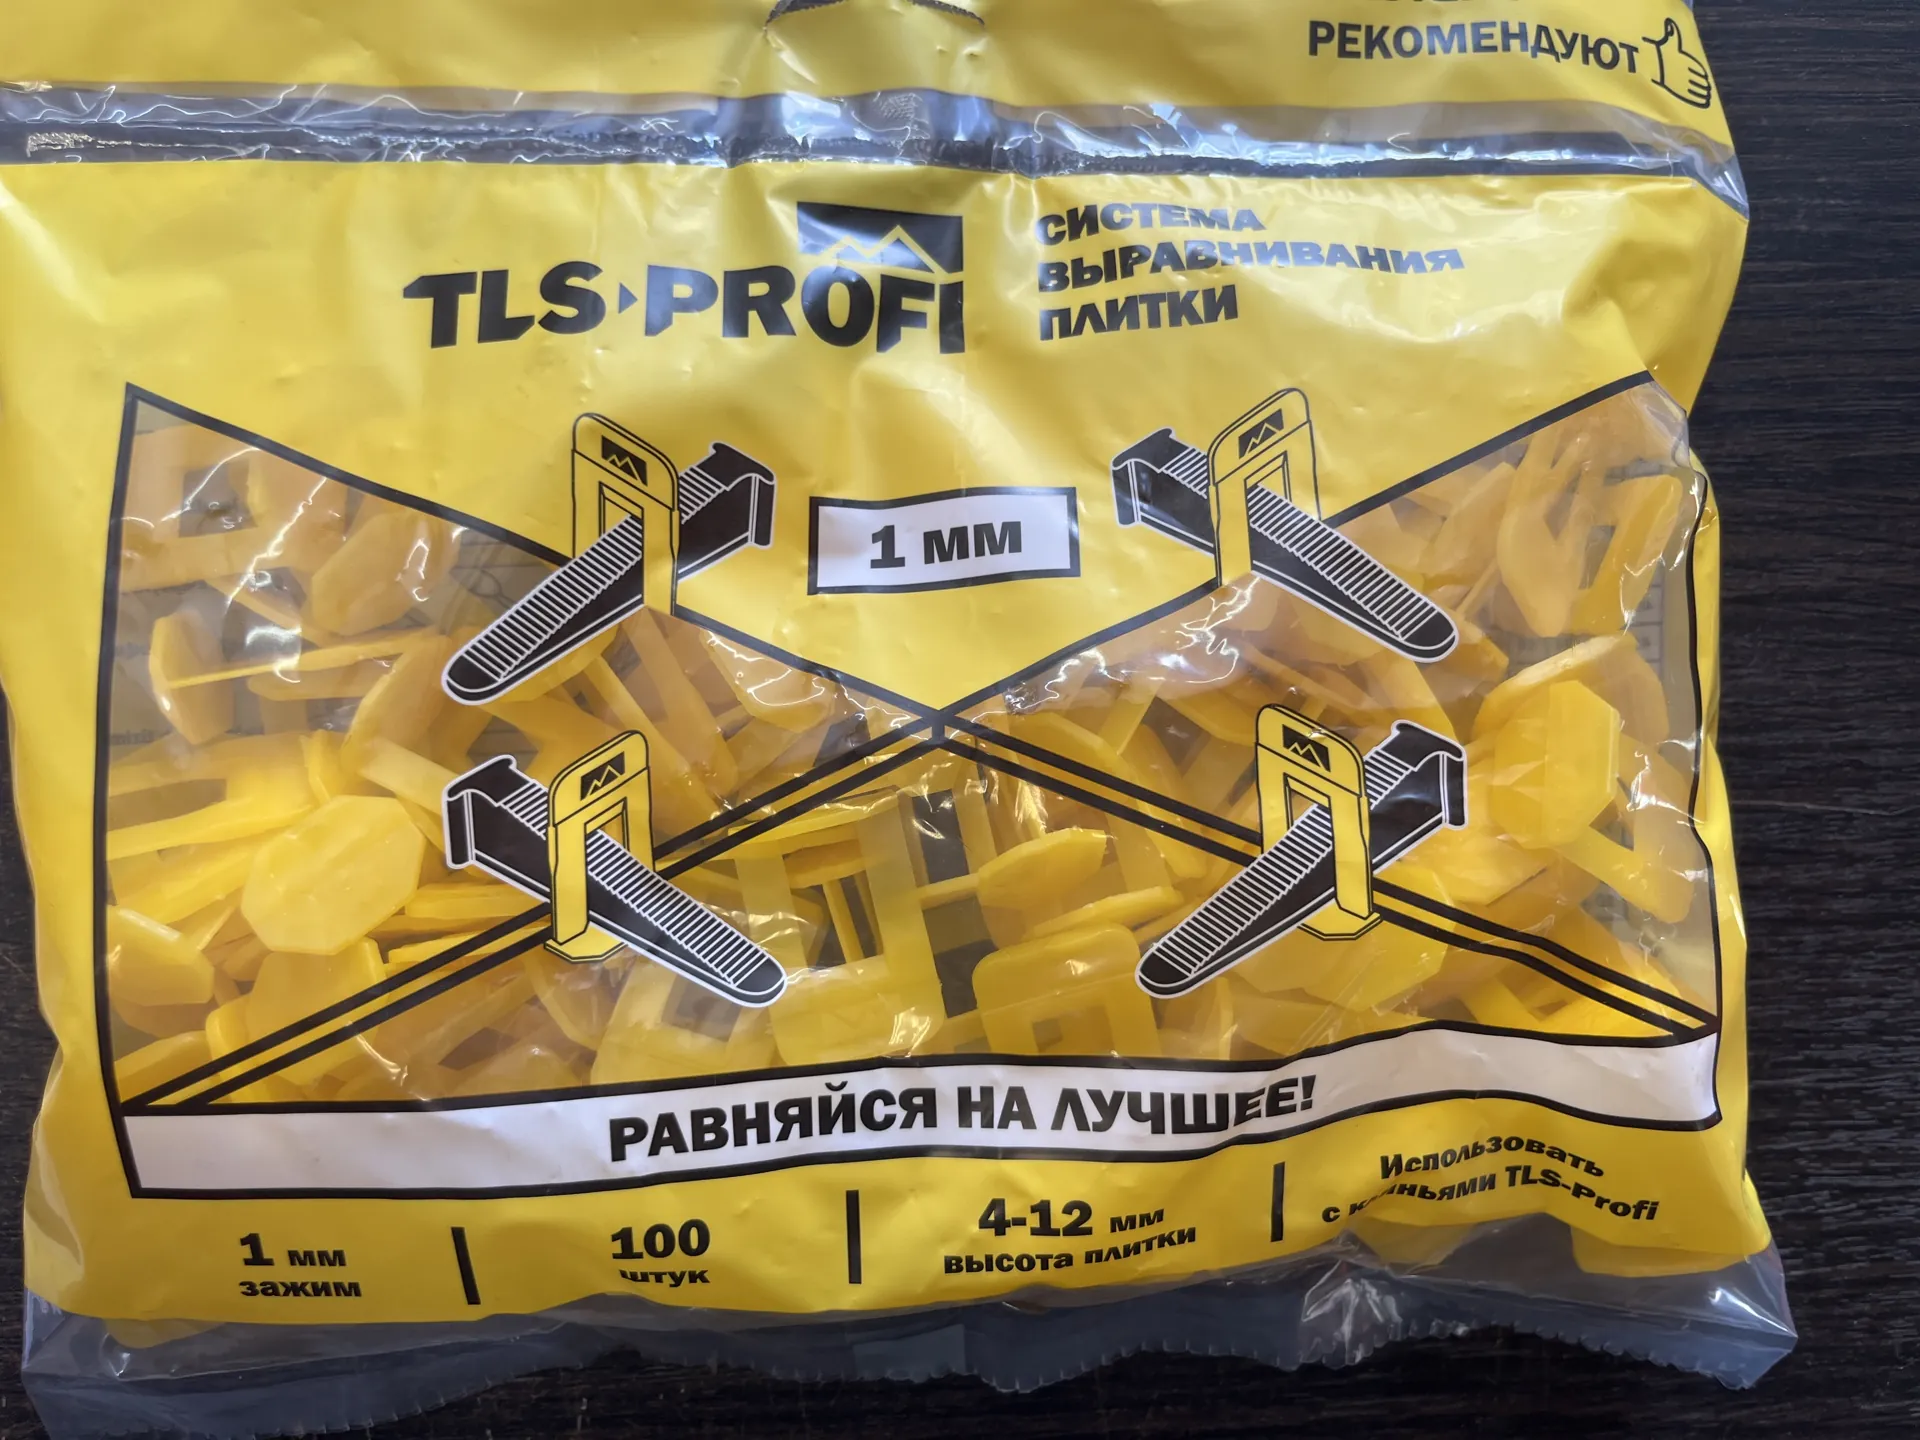 РЕКОМЕНДУЮТ
TLS-PROFI
СИСТЕМА
ВЫРАВНИВАНИЯ
ПЛИТКИ
1 мм
РАВНЯЙСЯ НА ЛУЧШЕЕ!
1 мм
зажим
100
штук
4-12 мм
высота плитки
Использовать
с клиньями TLS-Profi